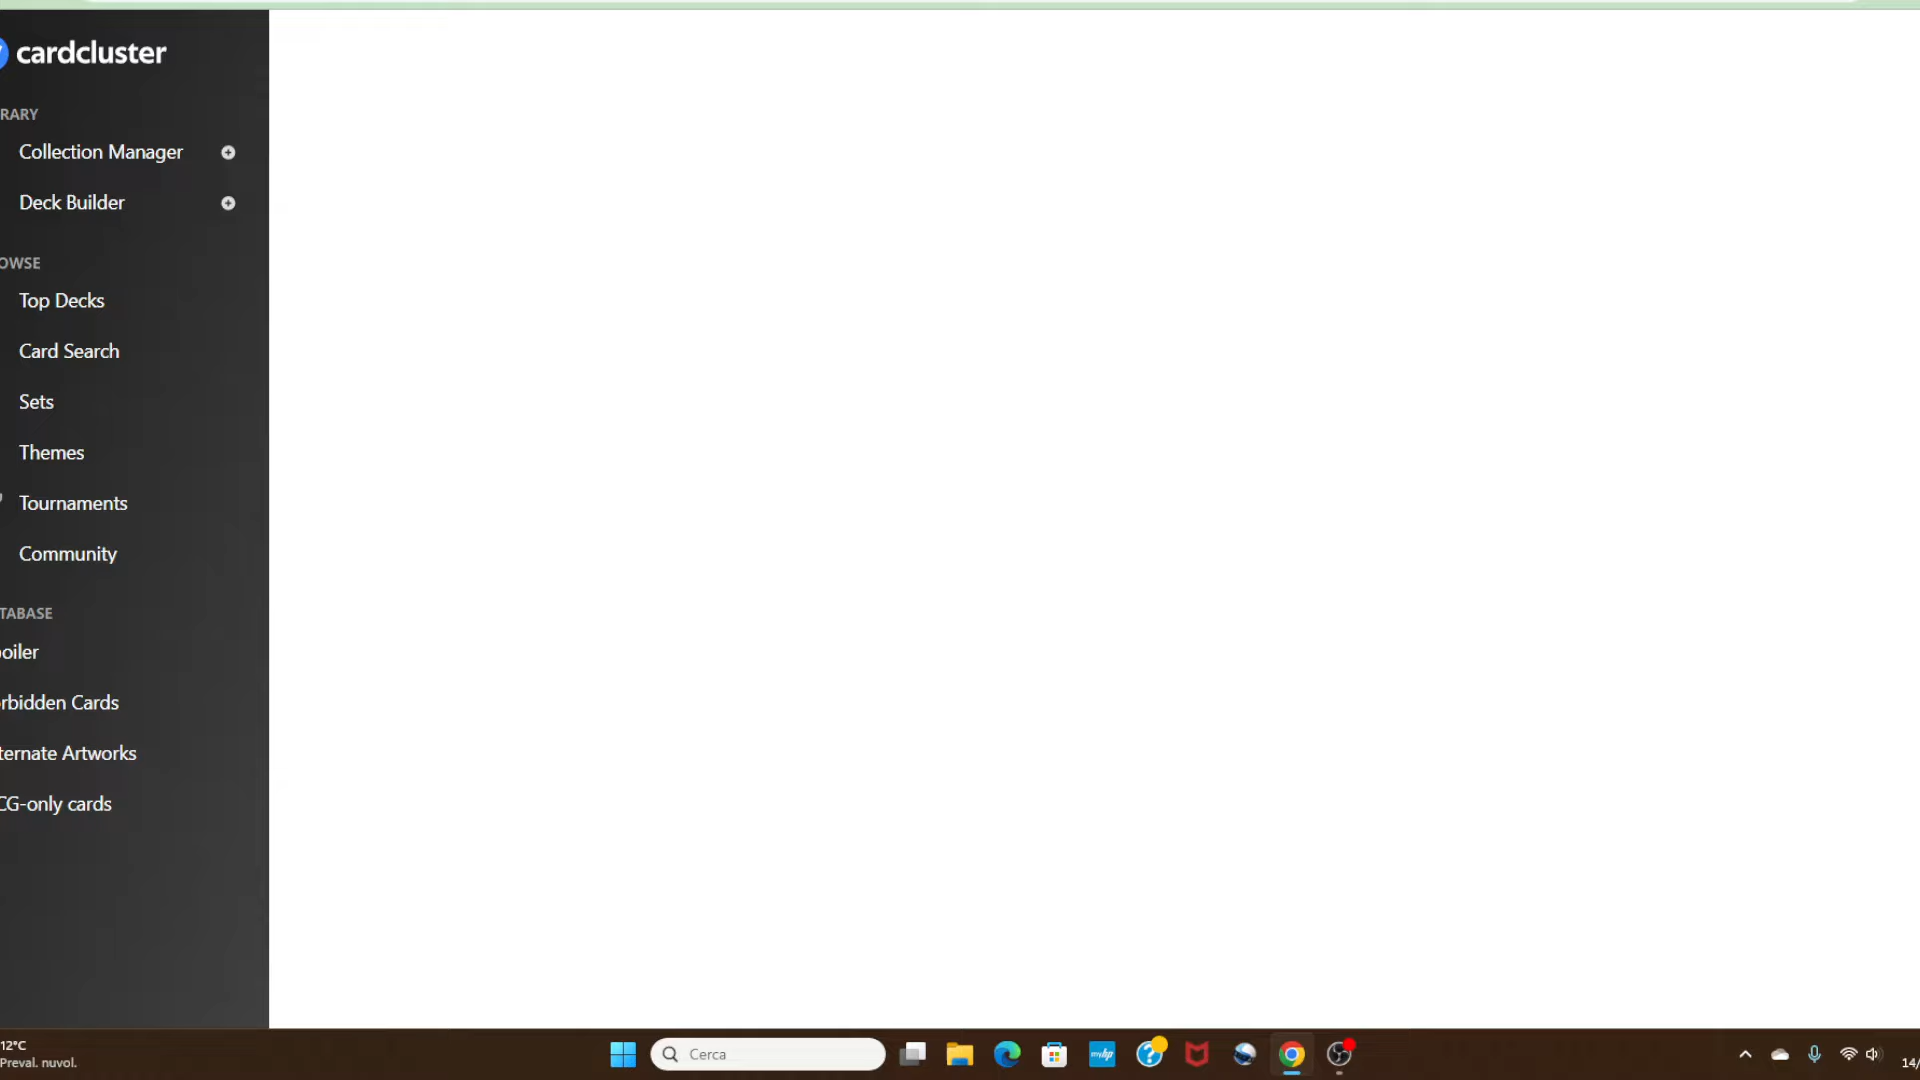 cardcluster
RARY
Collection Manager
Deck Builder
OWSE
Top Decks
Card Search
Sets
Themes
Tournaments
Community
TABASE
oiler
rbidden Cards
ternate Artworks
CG-only cards
12°C
Preval. nuvol.
Cerca
myhp
14/